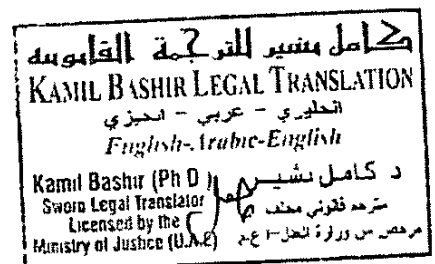 كامل بشير للترجمة القانونية
KAMIL BASHIR LEGAL TRANSLATION
انجليزي - عربي - انجليزي
English-Arabic-English
Kamil Bashir (Ph D)
د كامل بشير
Sworn Legal Translator
Licensed by the
Ministry of Justice (U.A.E)
مترجم قانوني محلف
مرخص من وزارة العدل - ا ع م